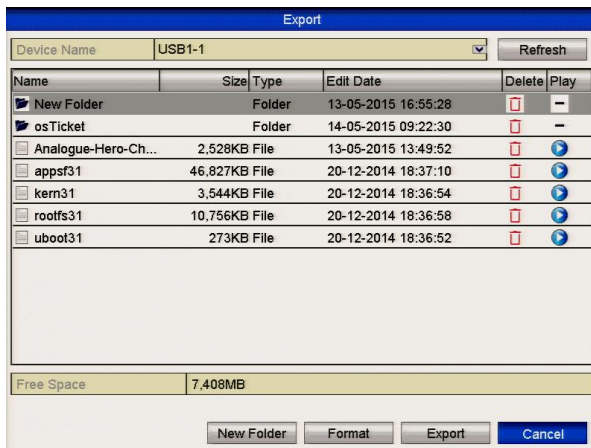 Export
Device Name USB1-1 Refresh
Name Size Type Edit Date Delete Play
New Folder Folder 13-05-2015 16:55:28 –
osTicket Folder 14-05-2015 09:22:30 –
Analogue-Hero-Ch... 2,528KB File 13-05-2015 13:49:52
appsf31 46,827KB File 20-12-2014 18:37:10
kern31 3,544KB File 20-12-2014 18:36:54
rootfs31 10,756KB File 20-12-2014 18:36:58
uboot31 273KB File 20-12-2014 18:36:52
Free Space 7,408MB
New Folder Format Export Cancel